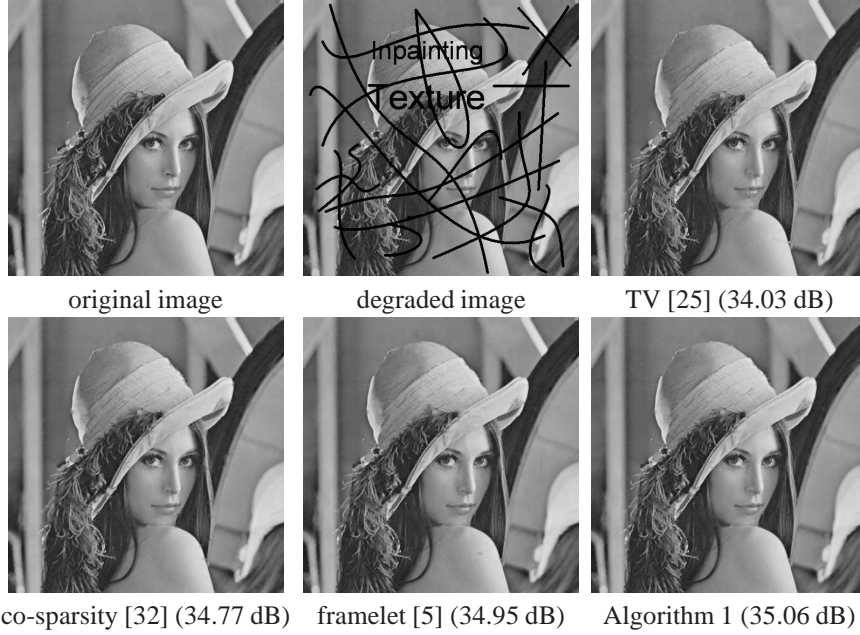 Inpainting
Texture
original image
degraded image
TV [25] (34.03 dB)
co-sparsity [32] (34.77 dB)
framelet [5] (34.95 dB)
Algorithm 1 (35.06 dB)